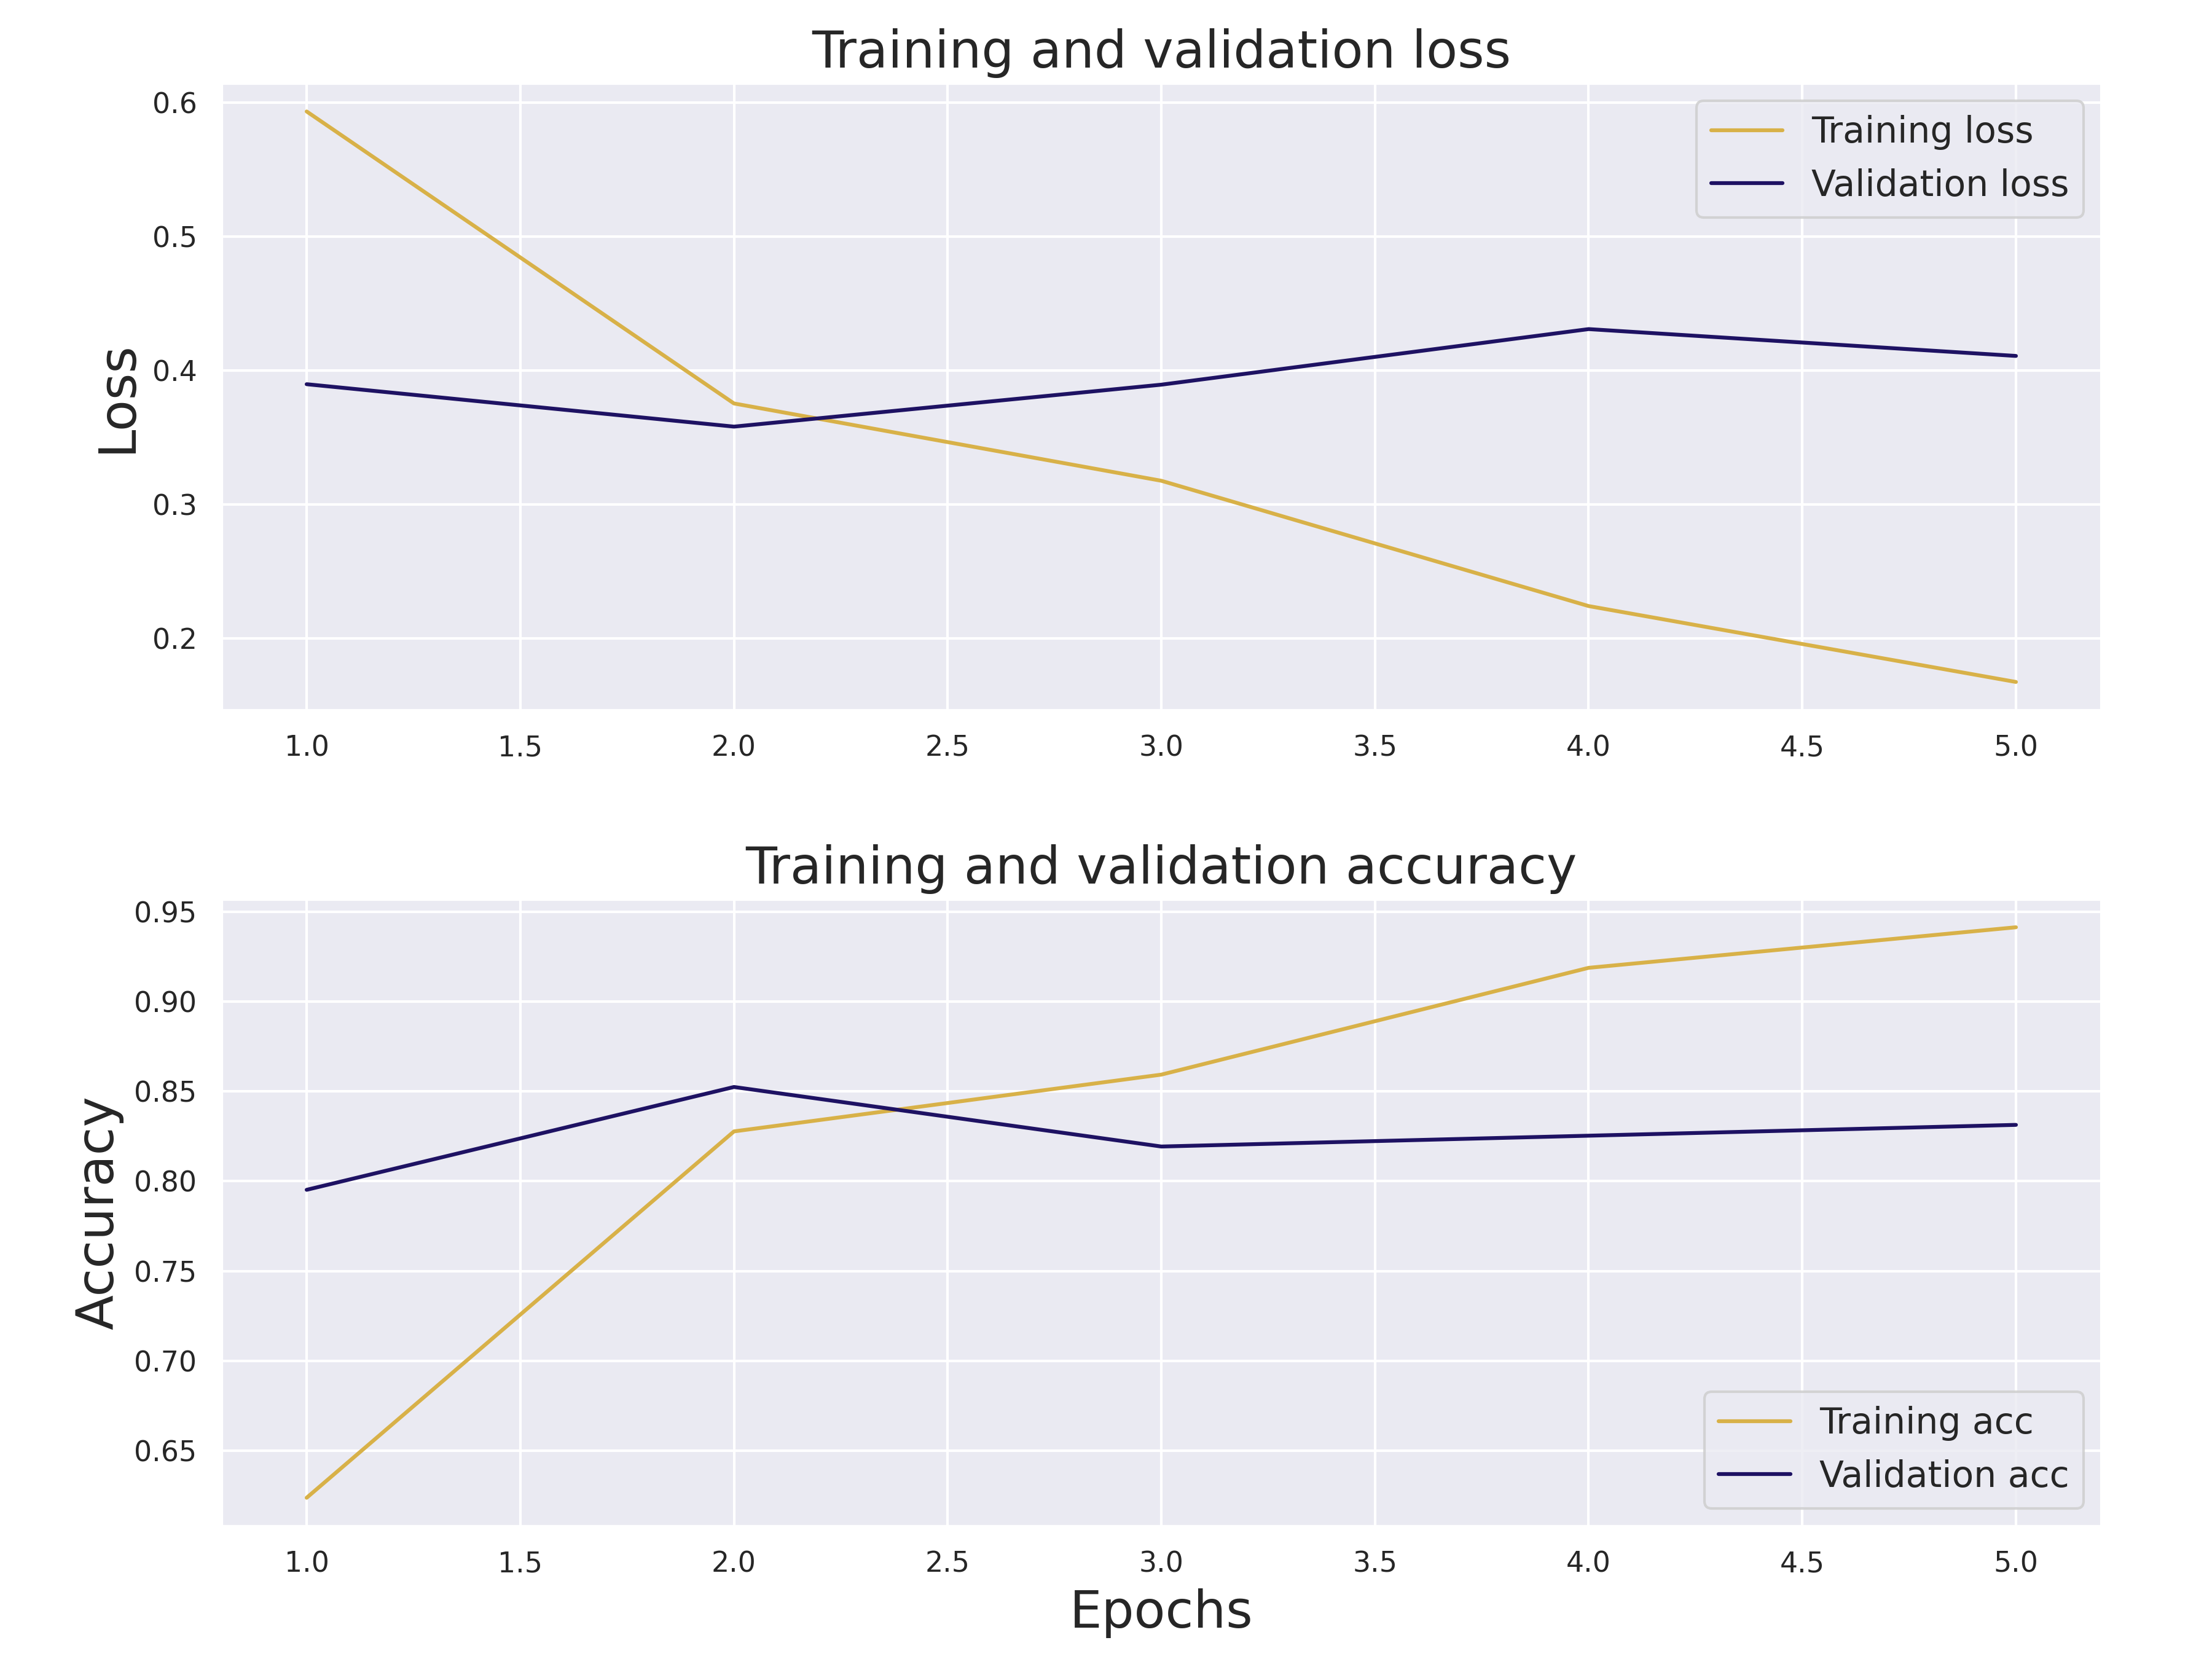 Training and validation loss
0.6
0.5
0.4
0.3
0.2
Loss
Training loss
Validation loss
1.0 1.5 2.0 2.5 3.0 3.5 4.0 4.5 5.0
Training and validation accuracy
0.95
0.90
0.85
0.80
0.75
0.70
0.65
Accuracy
Training acc
Validation acc
1.0 1.5 2.0 2.5 3.0 3.5 4.0 4.5 5.0
Epochs